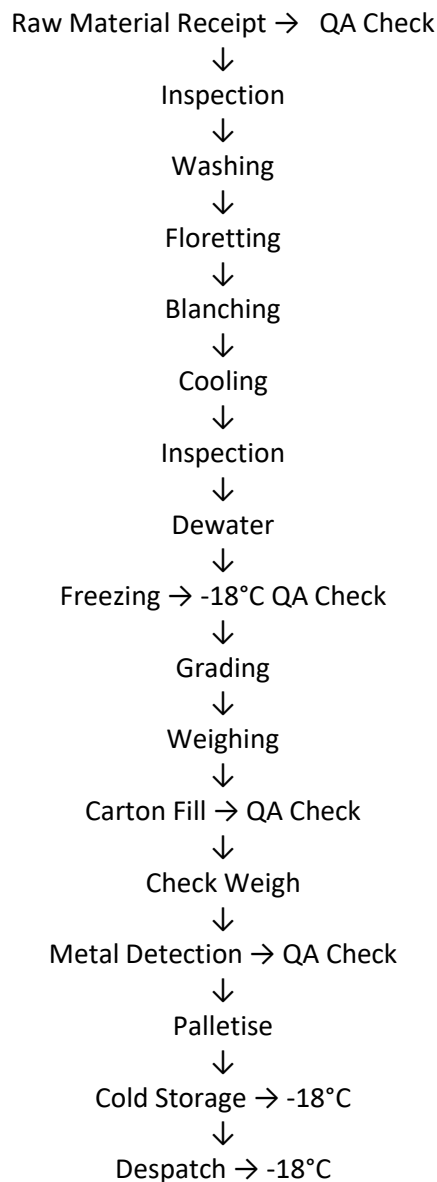 Raw Material Receipt → QA Check
↓
Inspection
↓
Washing
↓
Floretting
↓
Blanching
↓
Cooling
↓
Inspection
↓
Dewater
↓
Freezing → -18°C QA Check
↓
Grading
↓
Weighing
↓
Carton Fill → QA Check
↓
Check Weigh
↓
Metal Detection → QA Check
↓
Palletise
↓
Cold Storage → -18°C
↓
Despatch → -18°C